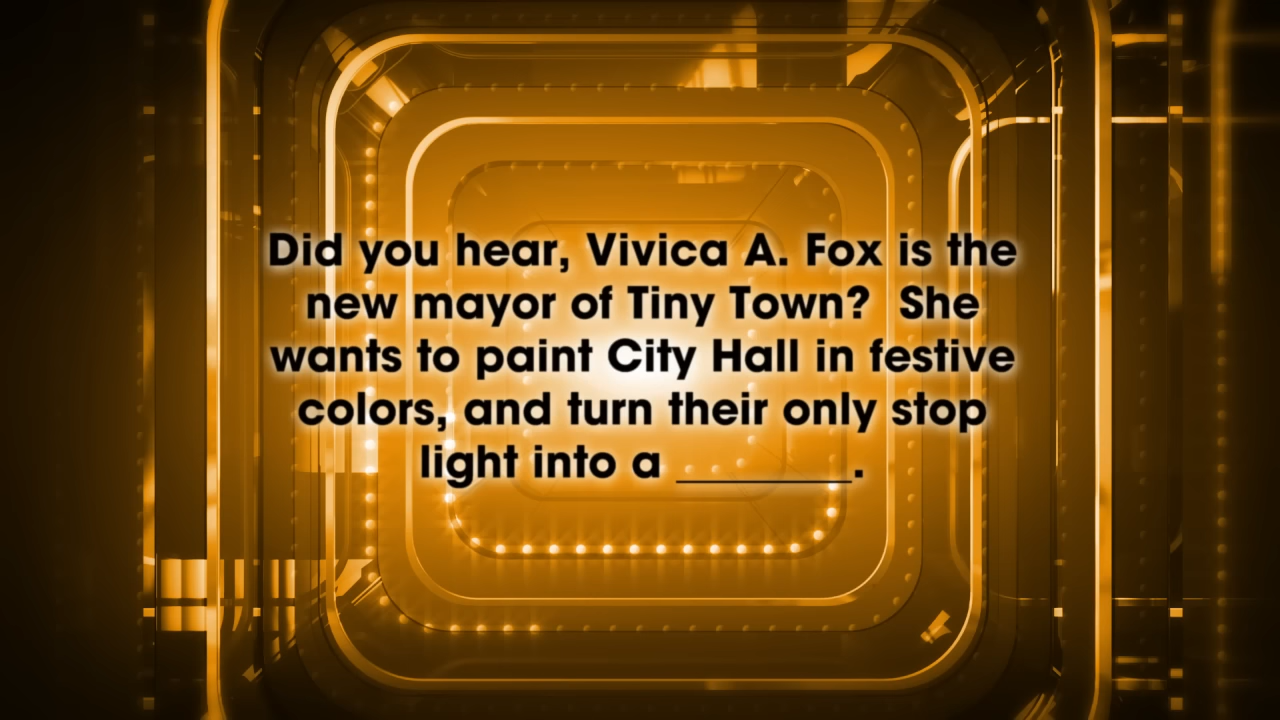 Did you hear, Vivica A. Fox is the
new mayor of Tiny Town?  She
wants to paint City Hall in festive
colors, and turn their only stop
light into a ________.